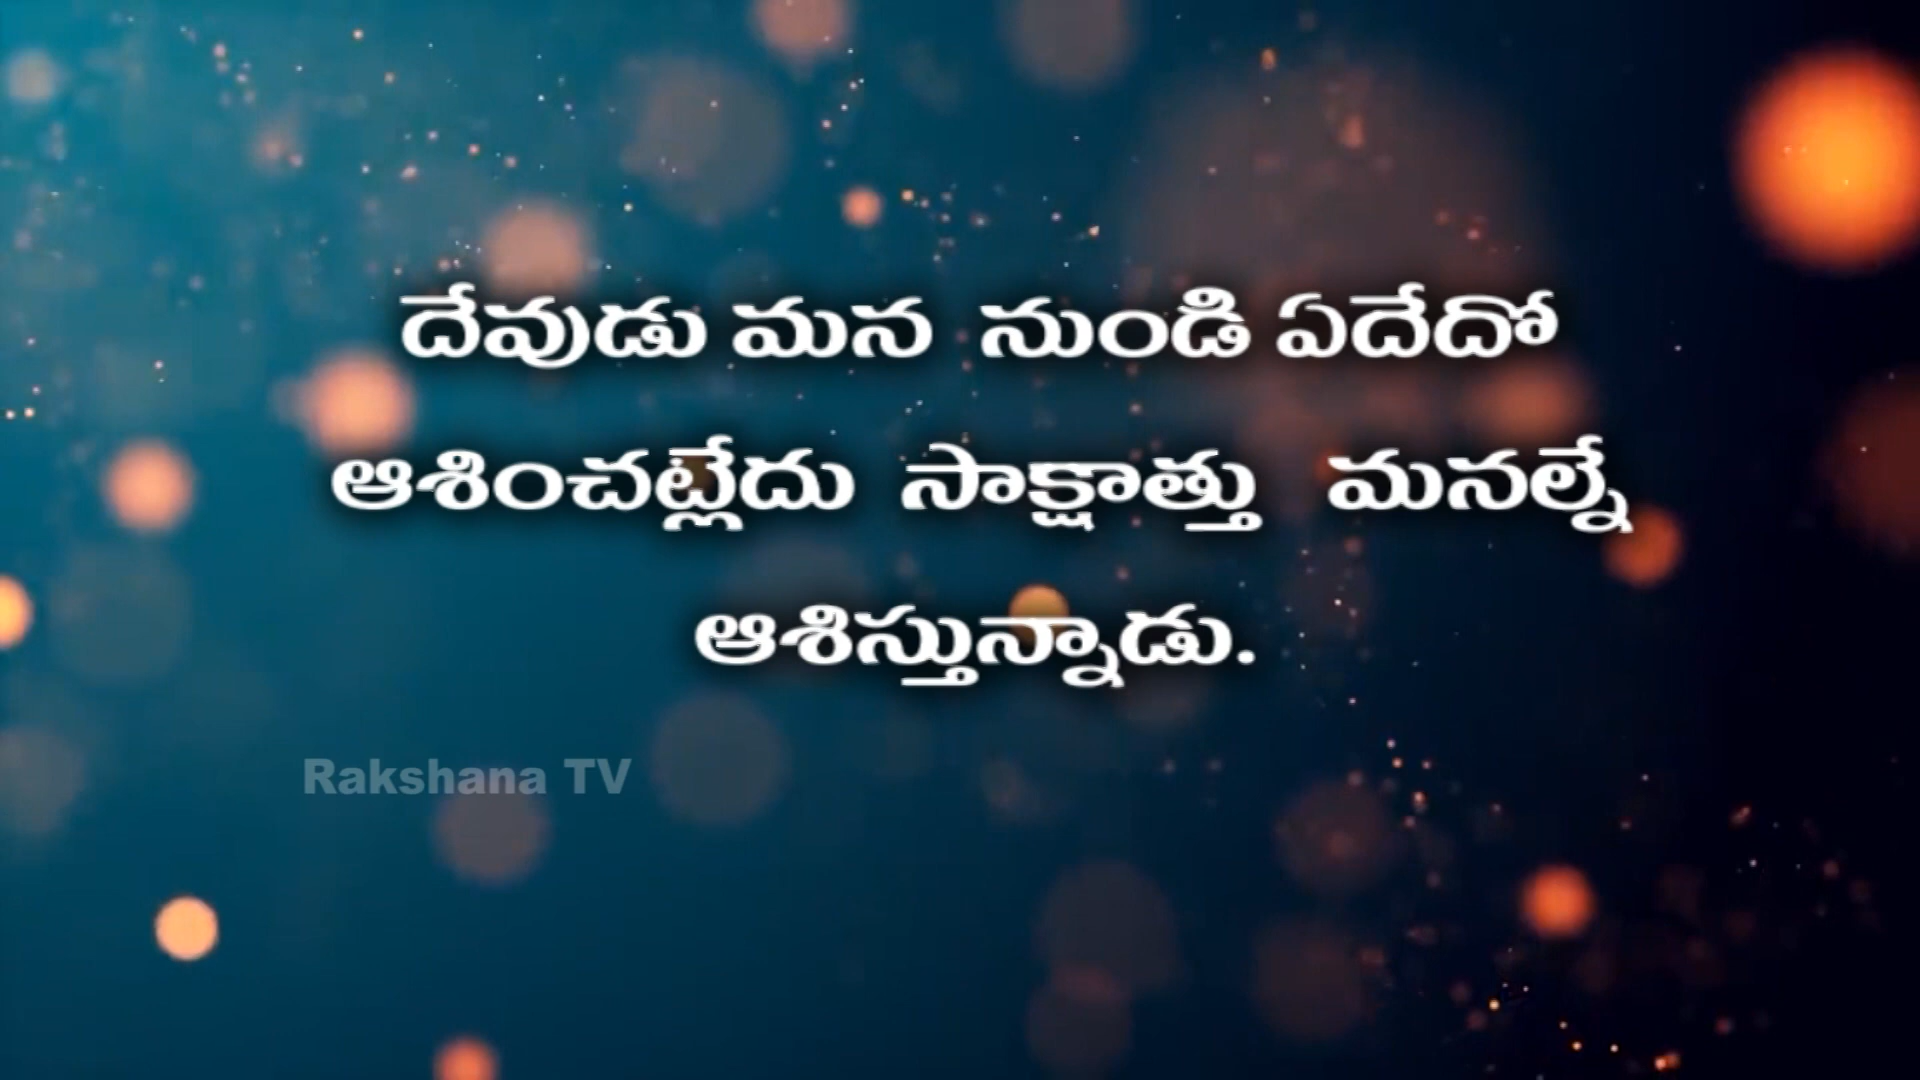 దేవుడు మన నుండి ఏదేదో
ఆశించట్లేదు సాక్షాత్తు మనల్నే
ఆశిస్తున్నాడు.
Rakshana TV